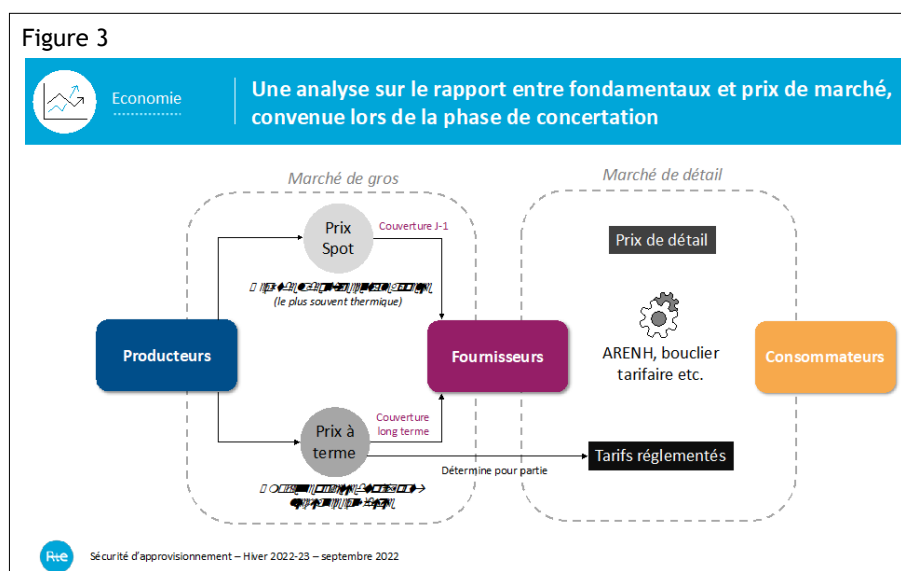 Figure 3
Economie
Une analyse sur le rapport entre fondamentaux et prix de marché,
convenue lors de la phase de concertation
Marché de gros
Marché de détail
Prix
Spot
Couverture J-1
(le plus souvent thermique)
Prix de détail
Producteurs
Fournisseurs
ARENH, bouclier
tarifaire etc.
Consommateurs
Couverture
long terme
Prix à
terme
Détermine pour partie
Tarifs réglementés
Rte
Sécurité d'approvisionnement – Hiver 2022-23 – septembre 2022